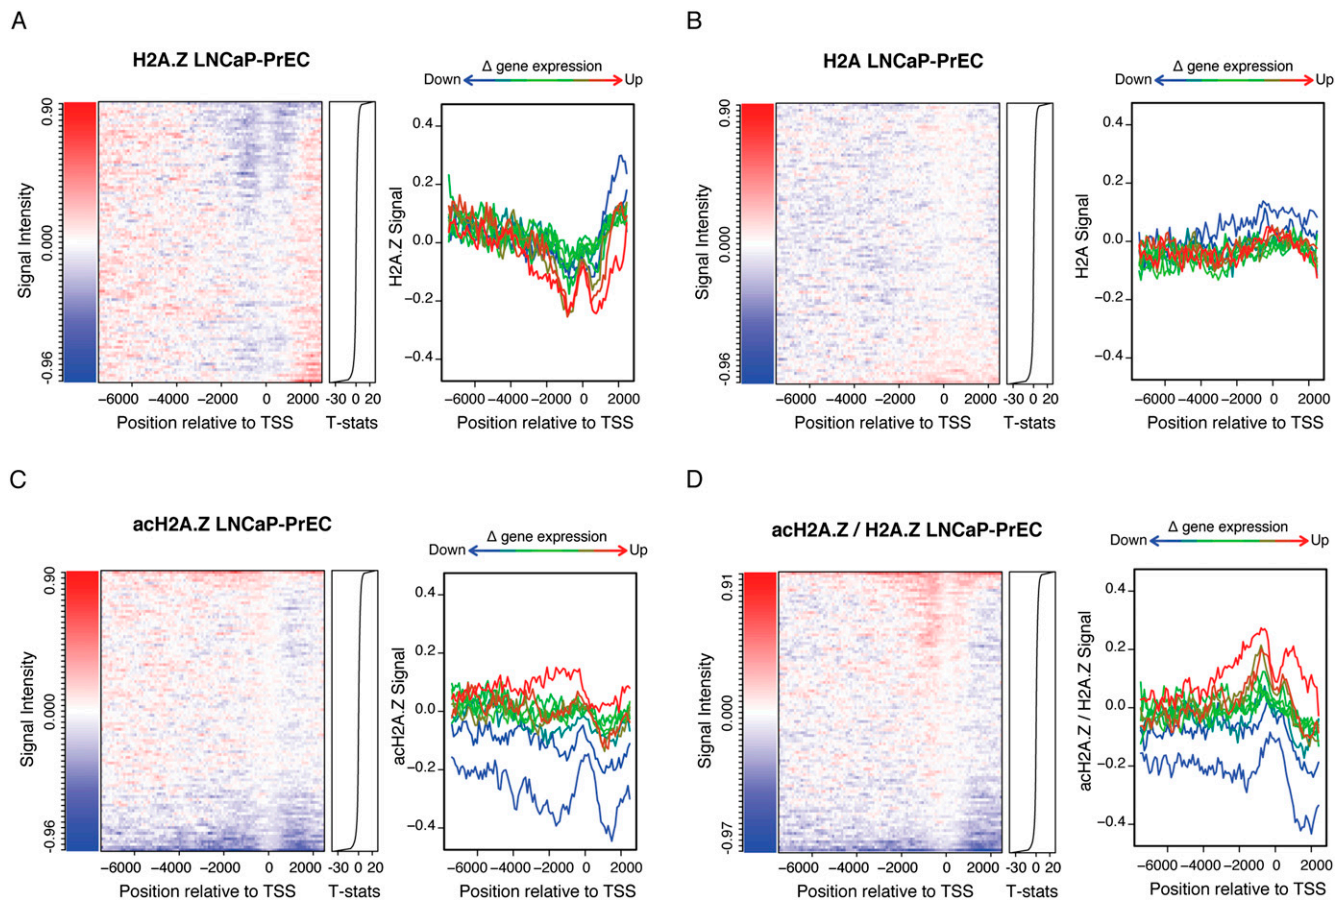 A
H2A.Z LNCaP-PrEC
Δ gene expression
Down Up
Signal Intensity
0.90
0.000
-0.96
−6000 −4000 −2000 0 2000
Position relative to TSS
-30 0 20
T-stats
H2A.Z Signal
0.4
0.2
0.0
−0.2
−0.4
−6000 −4000 −2000 0 2000
Position relative to TSS
B
H2A LNCaP-PrEC
Δ gene expression
Down Up
Signal Intensity
0.90
0.000
-0.96
−6000 −4000 −2000 0 2000
Position relative to TSS
-30 0 20
T-stats
H2A Signal
0.4
0.2
0.0
−0.2
−0.4
−6000 −4000 −2000 0 2000
Position relative to TSS
C
acH2A.Z LNCaP-PrEC
Δ gene expression
Down Up
Signal Intensity
0.90
0.000
-0.96
−6000 −4000 −2000 0 2000
Position relative to TSS
-30 0 20
T-stats
acH2A.Z Signal
0.4
0.2
0.0
−0.2
−0.4
−6000 −4000 −2000 0 2000
Position relative to TSS
D
acH2A.Z / H2A.Z LNCaP-PrEC
Δ gene expression
Down Up
Signal Intensity
0.91
0.000
-0.97
−6000 −4000 −2000 0 2000
Position relative to TSS
-30 0 20
T-stats
acH2A.Z / H2A.Z Signal
0.4
0.2
0.0
−0.2
−0.4
−6000 −4000 −2000 0 2000
Position relative to TSS